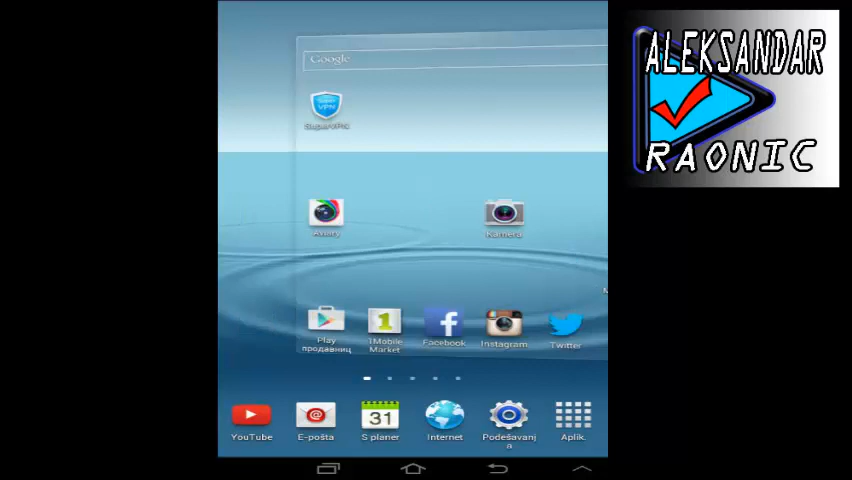 ALEKSANDAR
RAONIC
Google
SuperVPN
Aviary
Kamera
Play
продавниц
1Mobile
Market
Facebook
Instagram
Twitter
31
YouTube
E-pošta
S planer
Internet
Podešavanj
a
Aplik.